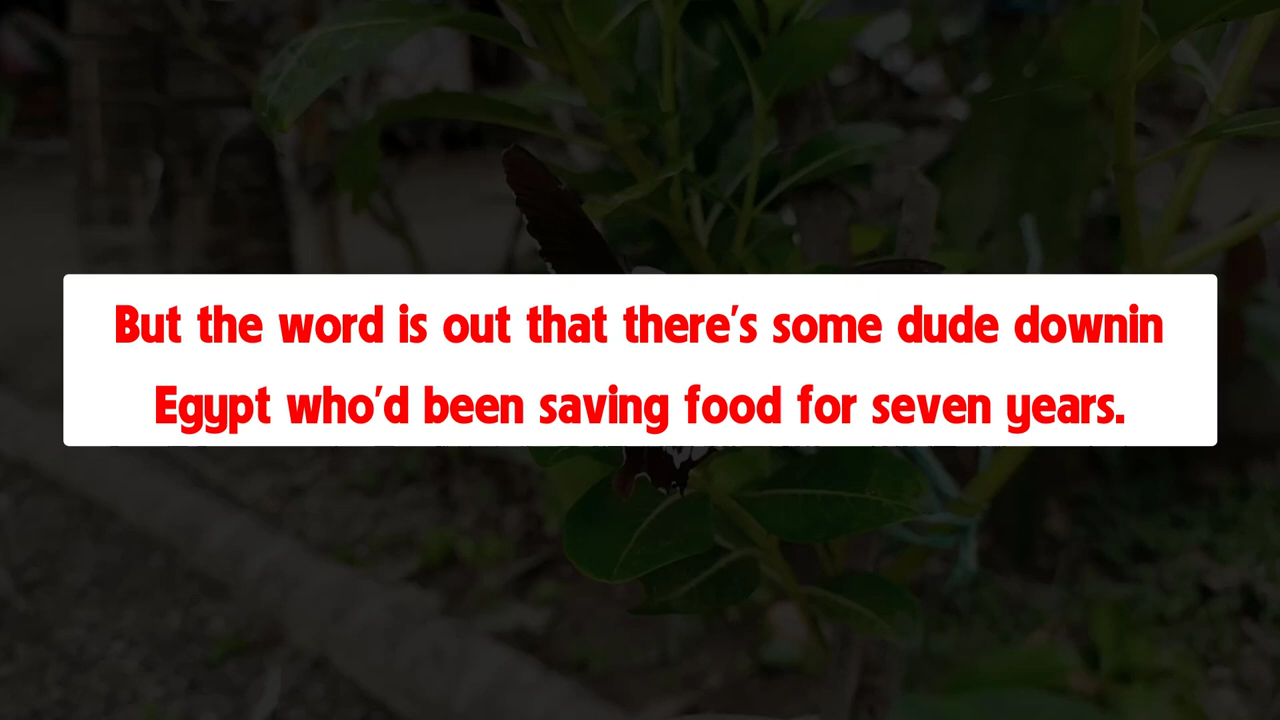 But the word is out that there's some dude downin
Egypt who'd been saving food for seven years.